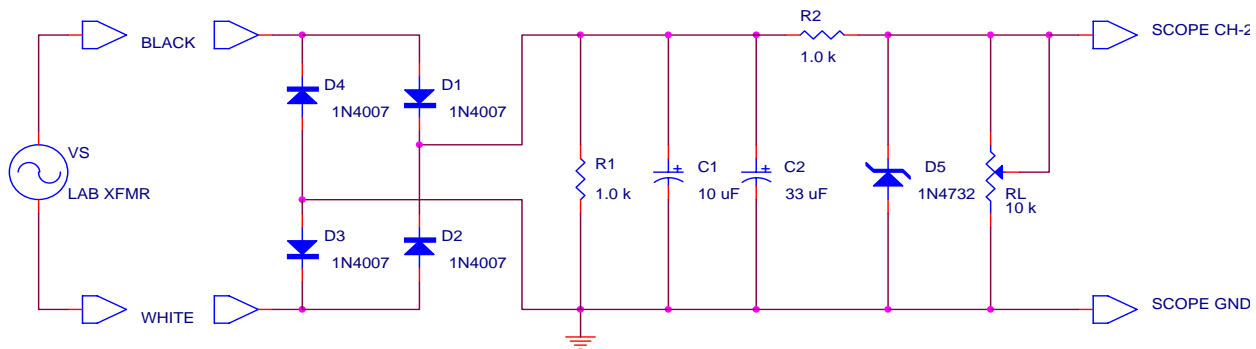 BLACK
WHITE
VS
LAB XFMR
D4
1N4007
D1
1N4007
D3
1N4007
D2
1N4007
R1
1.0 k
C1
10 uF
C2
33 uF
R2
1.0 k
D5
1N4732
RL
10 k
SCOPE CH-2
SCOPE GND